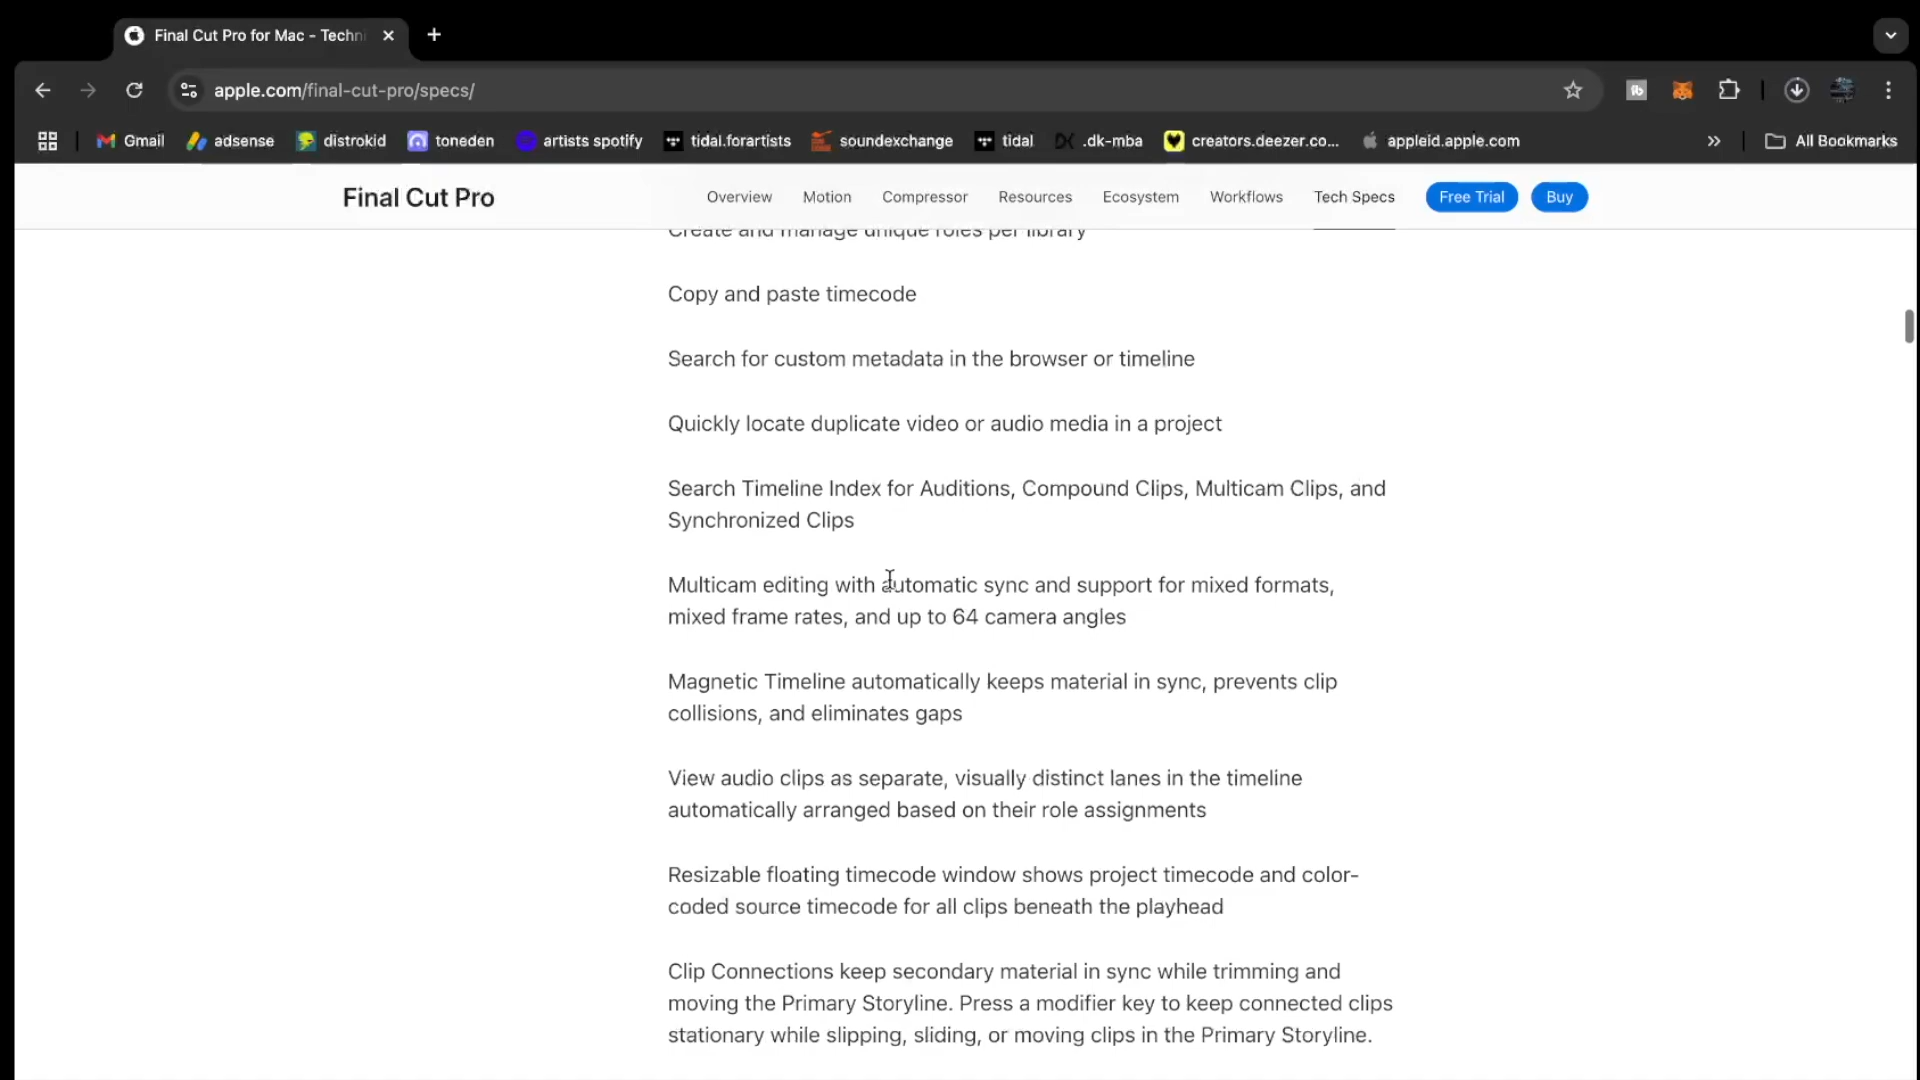 Final Cut Pro for Mac - Techni
apple.com/final-cut-pro/specs/
Gmail adsense distrokid toneden artists spotify tidal.forartists soundexchange tidal .dk-mba creators.deezer.co... appleid.apple.com All Bookmarks
Final Cut Pro Overview Motion Compressor Resources Ecosystem Workflows Tech Specs Free Trial Buy
Create and manage unique roles per library
Copy and paste timecode
Search for custom metadata in the browser or timeline
Quickly locate duplicate video or audio media in a project
Search Timeline Index for Auditions, Compound Clips, Multicam Clips, and
Synchronized Clips
Multicam editing with automatic sync and support for mixed formats,
mixed frame rates, and up to 64 camera angles
Magnetic Timeline automatically keeps material in sync, prevents clip
collisions, and eliminates gaps
View audio clips as separate, visually distinct lanes in the timeline
automatically arranged based on their role assignments
Resizable floating timecode window shows project timecode and color-
coded source timecode for all clips beneath the playhead
Clip Connections keep secondary material in sync while trimming and
moving the Primary Storyline. Press a modifier key to keep connected clips
stationary while slipping, sliding, or moving clips in the Primary Storyline.